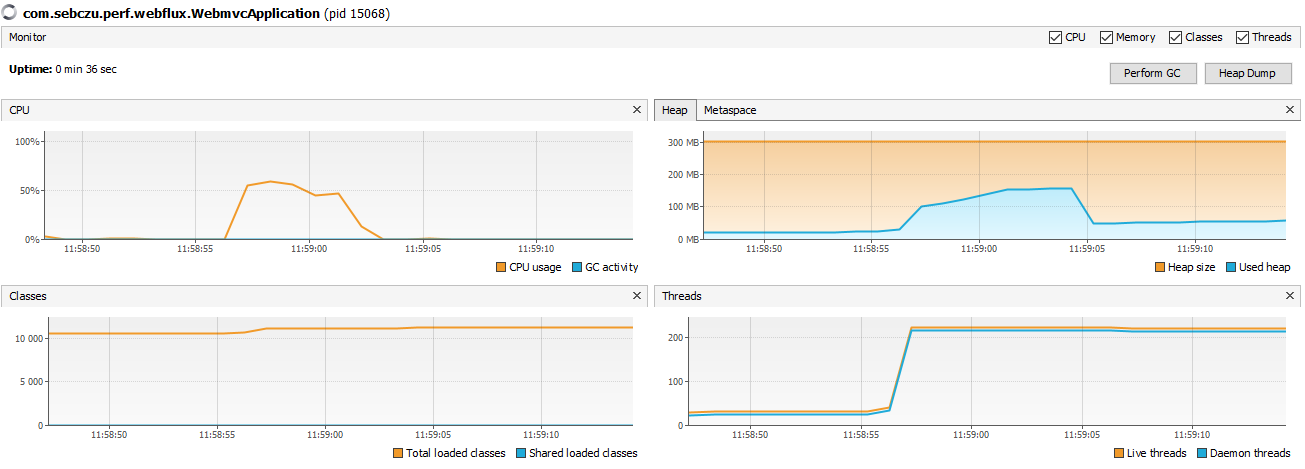 com.sebczu.perf.webflux.WebmvcApplication (pid 15068)
Monitor
CPU Memory Classes Threads
Uptime: 0 min 36 sec
Perform GC Heap Dump
CPU
100%
50%
0%
11:58:50 11:58:55 11:59:00 11:59:05 11:59:10
CPU usage GC activity
Heap Metaspace
300 MB
200 MB
100 MB
0 MB
11:58:50 11:58:55 11:59:00 11:59:05 11:59:10
Heap size Used heap
Classes
10 000
5 000
0
11:58:50 11:58:55 11:59:00 11:59:05 11:59:10
Total loaded classes Shared loaded classes
Threads
200
100
0
11:58:50 11:58:55 11:59:00 11:59:05 11:59:10
Live threads Daemon threads